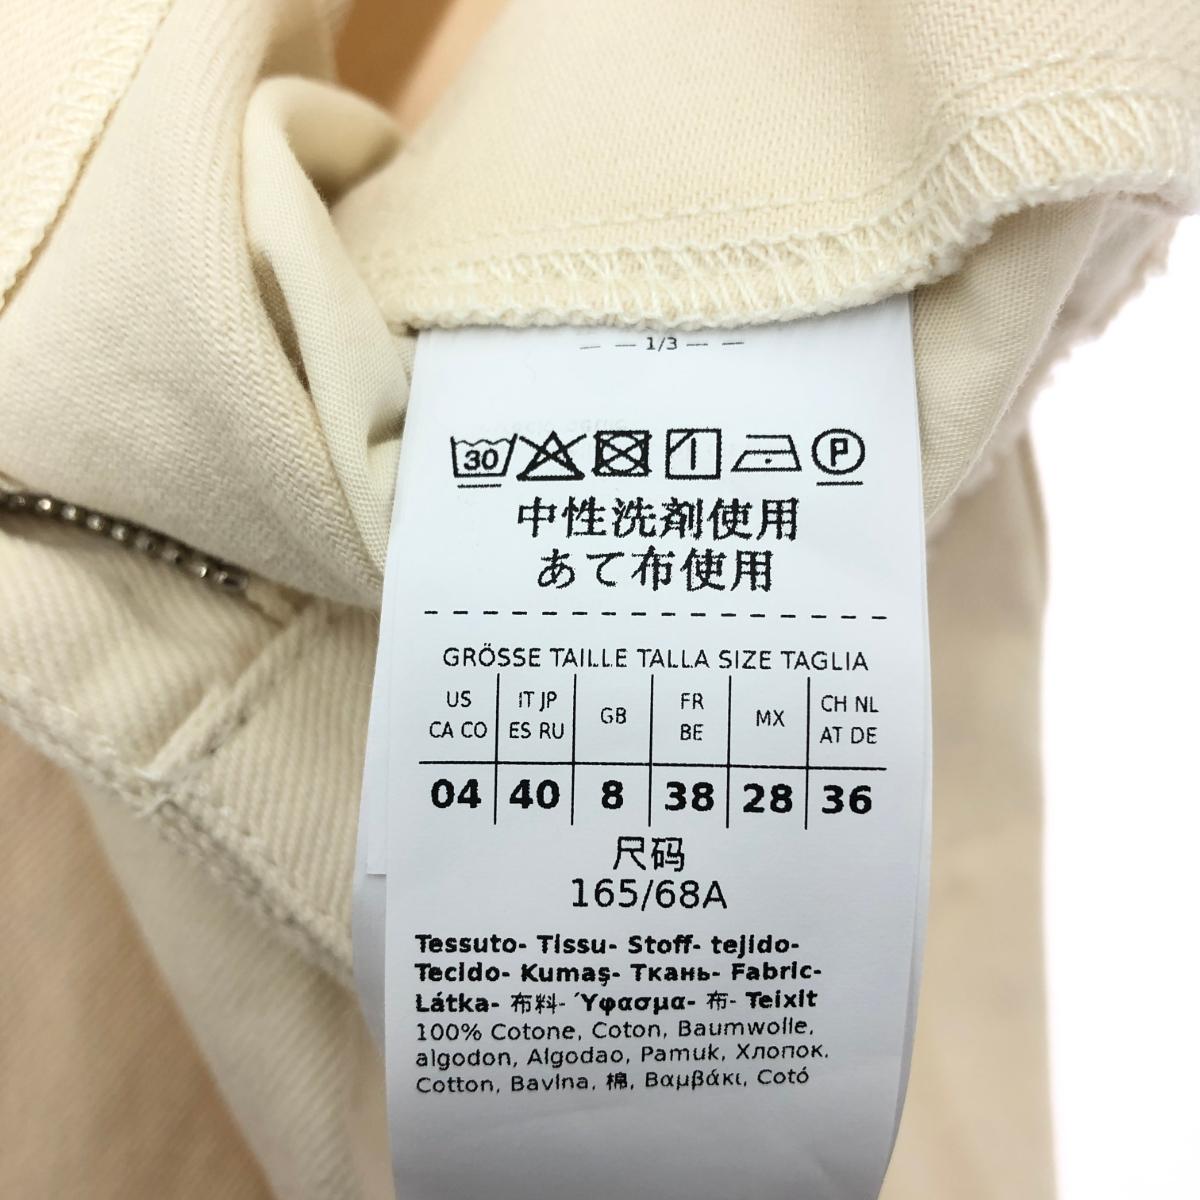 — — 1/3 — —
30 P
中性洗剤使用
あて布使用
GRÖSSE TAILLE TALLA SIZE TAGLIA
US IT JP GB FR MX CH NL
CA CO ES RU BE AT DE
04 40 8 38 28 36
尺码
165/68A
Tessuto- Tissu- Stoff- tejido-
Tecido- Kumaş- Ткань- Fabric-
Látka- 布料- Ύφασμα- 布- Teixit
100% Cotone, Coton, Baumwolle,
algodon, Algodao, Pamuk, Хлопок,
Cotton, Bavlna, 棉, Βαμβάκι, Cotó